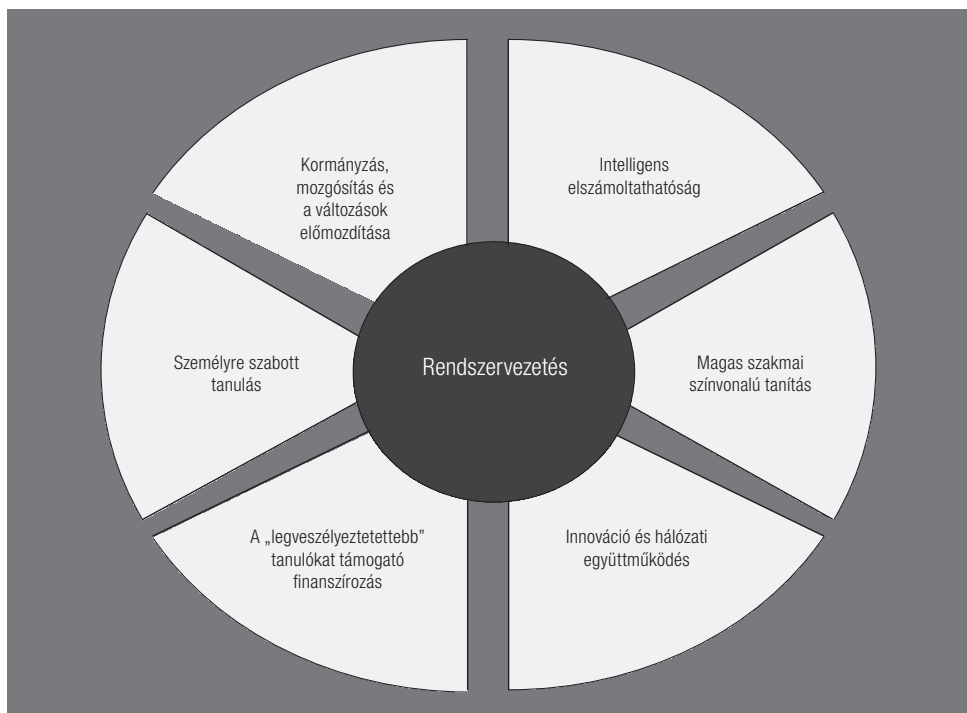 Kormányzás,
mozgósítás és
a változások
előmozdítása
Intelligens
elszámoltathatóság
Személyre szabott
tanulás
Rendszervezetés
Magas szakmai
színvonalú tanítás
A „legveszélyeztetettebb”
tanulókat támogató
finanszírozás
Innováció és hálózati
együttműködés